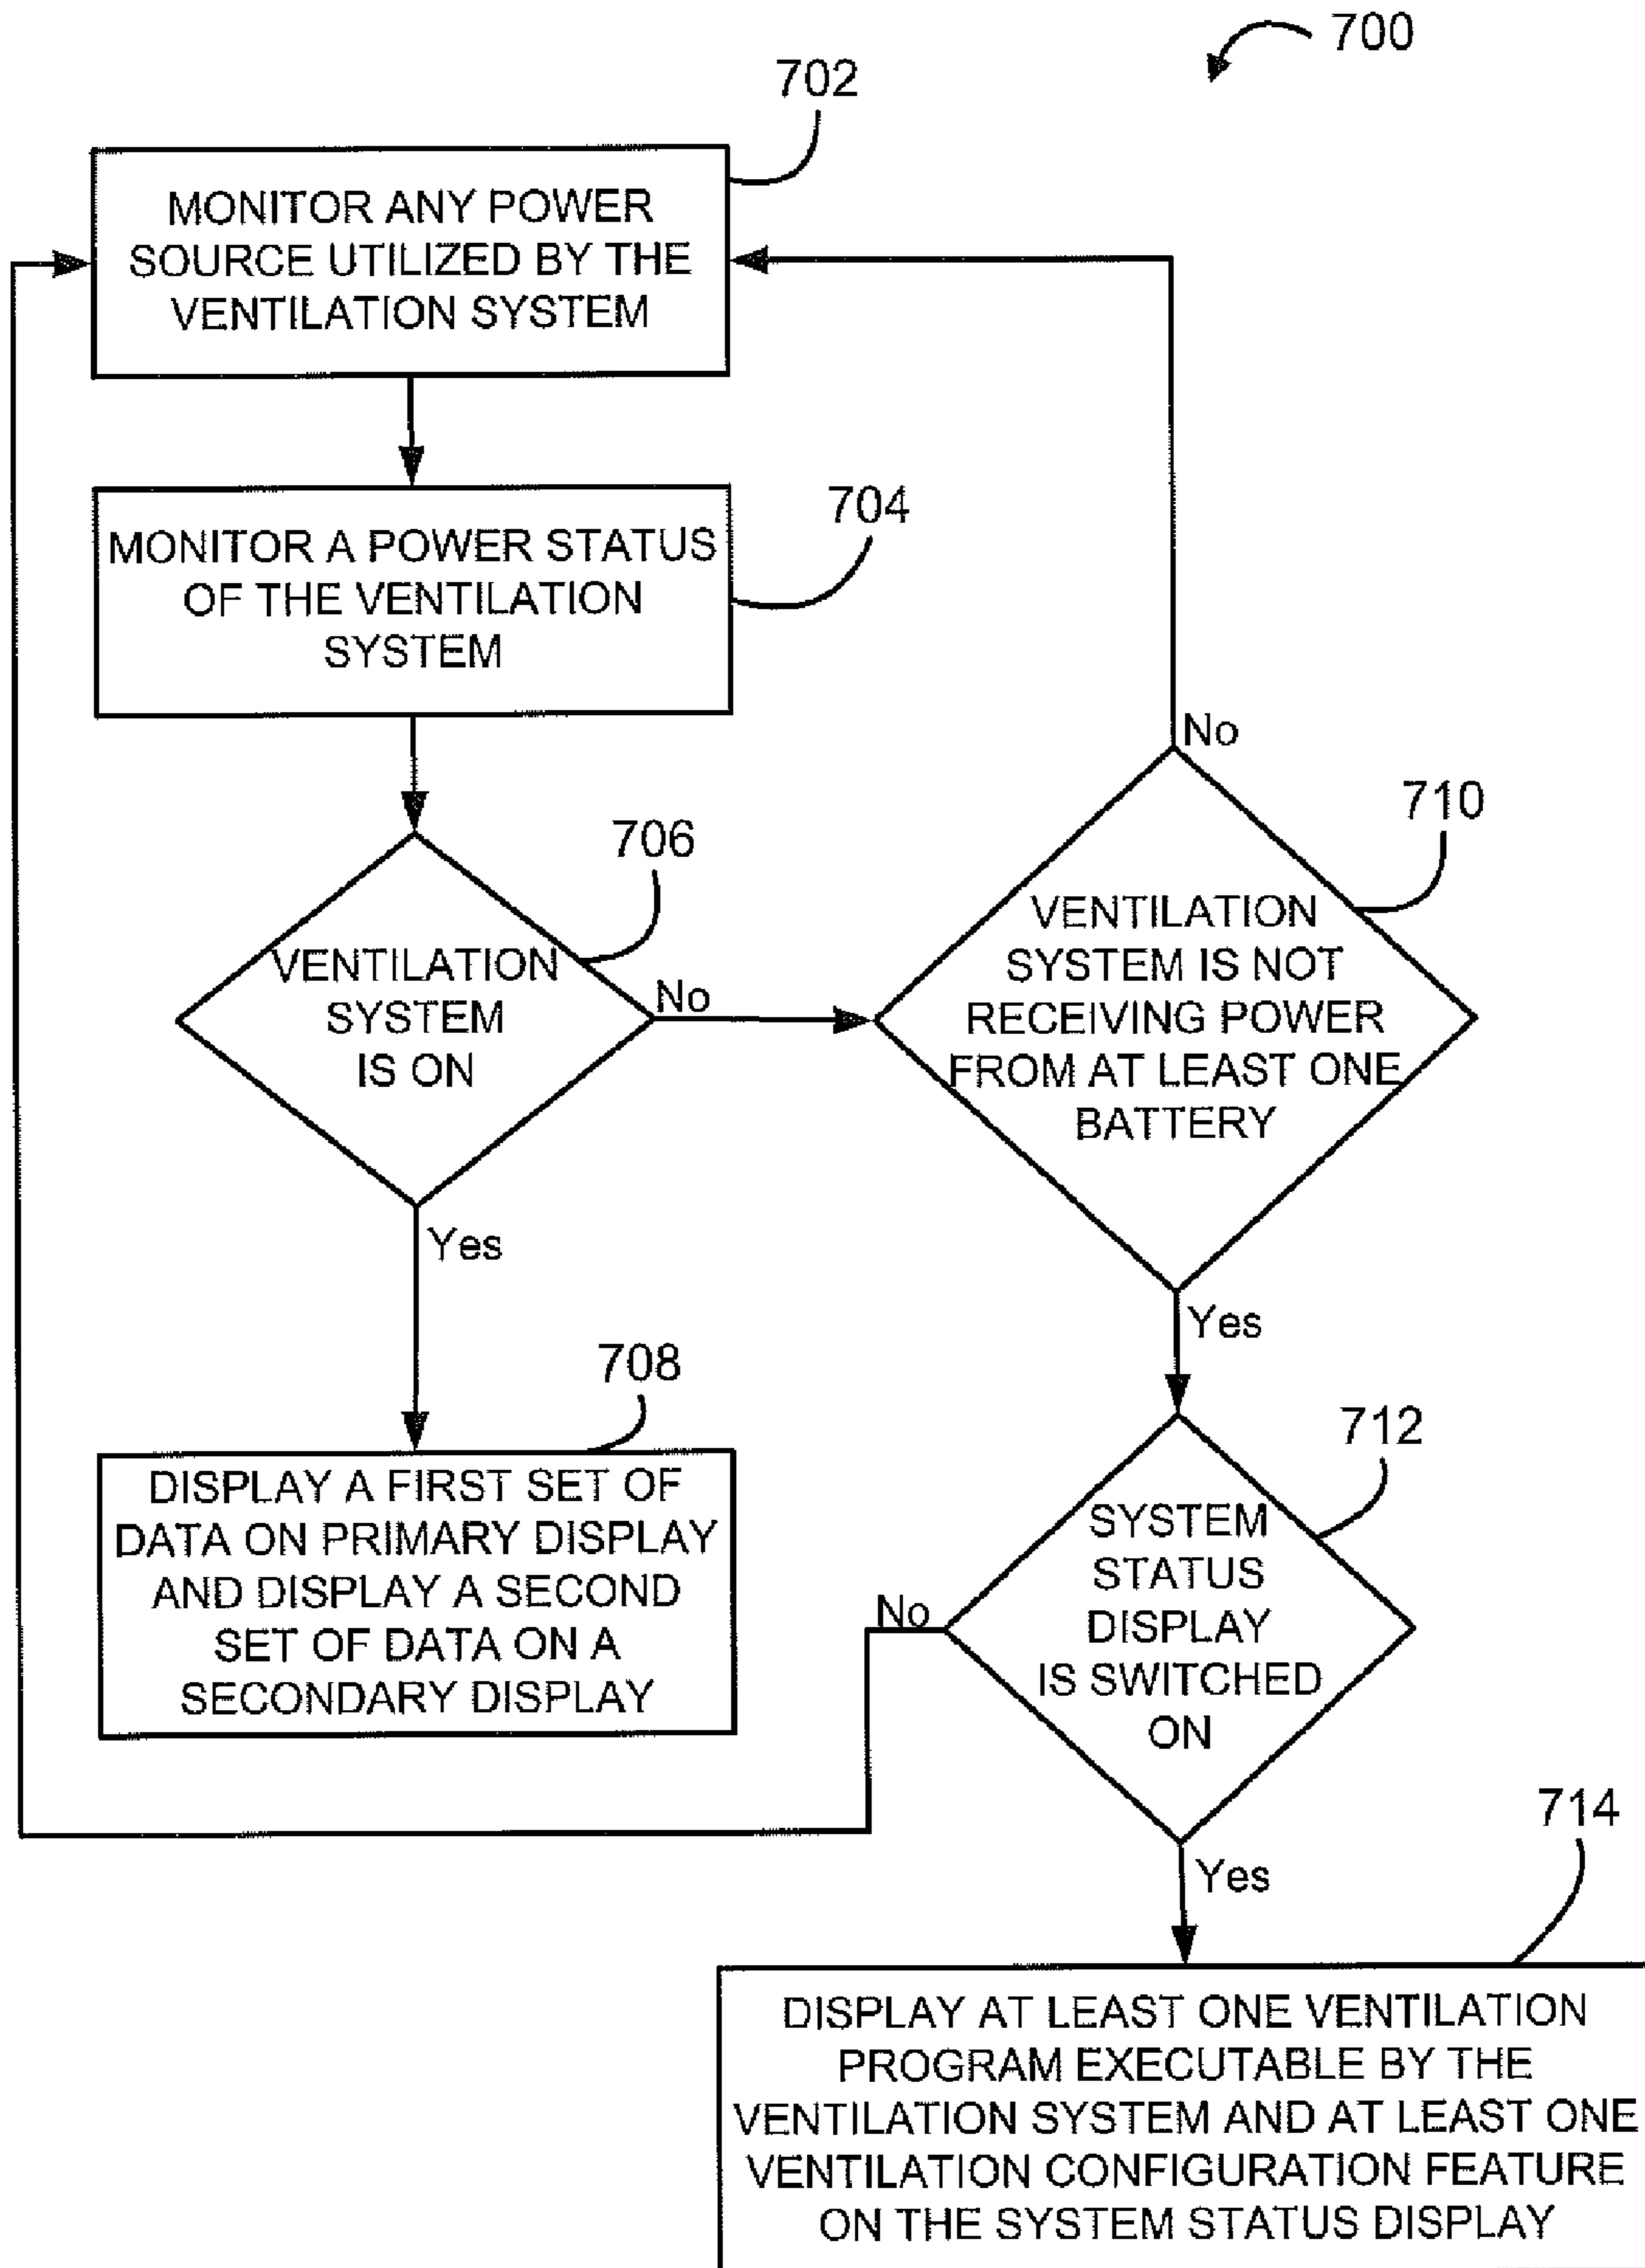 700
702
MONITOR ANY POWER
SOURCE UTILIZED BY THE
VENTILATION SYSTEM
704
MONITOR A POWER STATUS
OF THE VENTILATION
SYSTEM
706
VENTILATION
SYSTEM
IS ON
No
Yes
710
No
VENTILATION
SYSTEM IS NOT
RECEIVING POWER
FROM AT LEAST ONE
BATTERY
Yes
708
DISPLAY A FIRST SET OF
DATA ON PRIMARY DISPLAY
AND DISPLAY A SECOND
SET OF DATA ON A
SECONDARY DISPLAY
712
SYSTEM
STATUS
DISPLAY
IS SWITCHED
ON
No
Yes
714
DISPLAY AT LEAST ONE VENTILATION
PROGRAM EXECUTABLE BY THE
VENTILATION SYSTEM AND AT LEAST ONE
VENTILATION CONFIGURATION FEATURE
ON THE SYSTEM STATUS DISPLAY